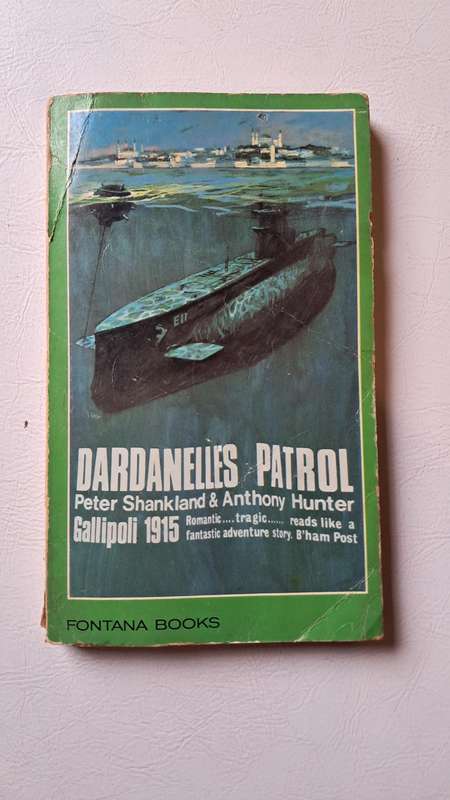 E11
DARDANELLES PATROL
Peter Shankland & Anthony Hunter
Gallipoli 1915 Romantic....tragic...... reads like a
fantastic adventure story. B'ham Post
FONTANA BOOKS